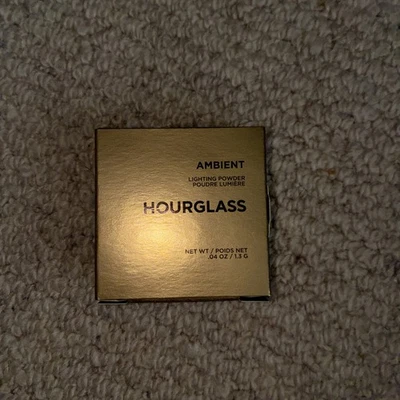 AMBIENT
LIGHTING POWDER
POUDRE LUMIÈRE
HOURGLASS
NET WT / POIDS NET
.04 OZ / 1.3 G